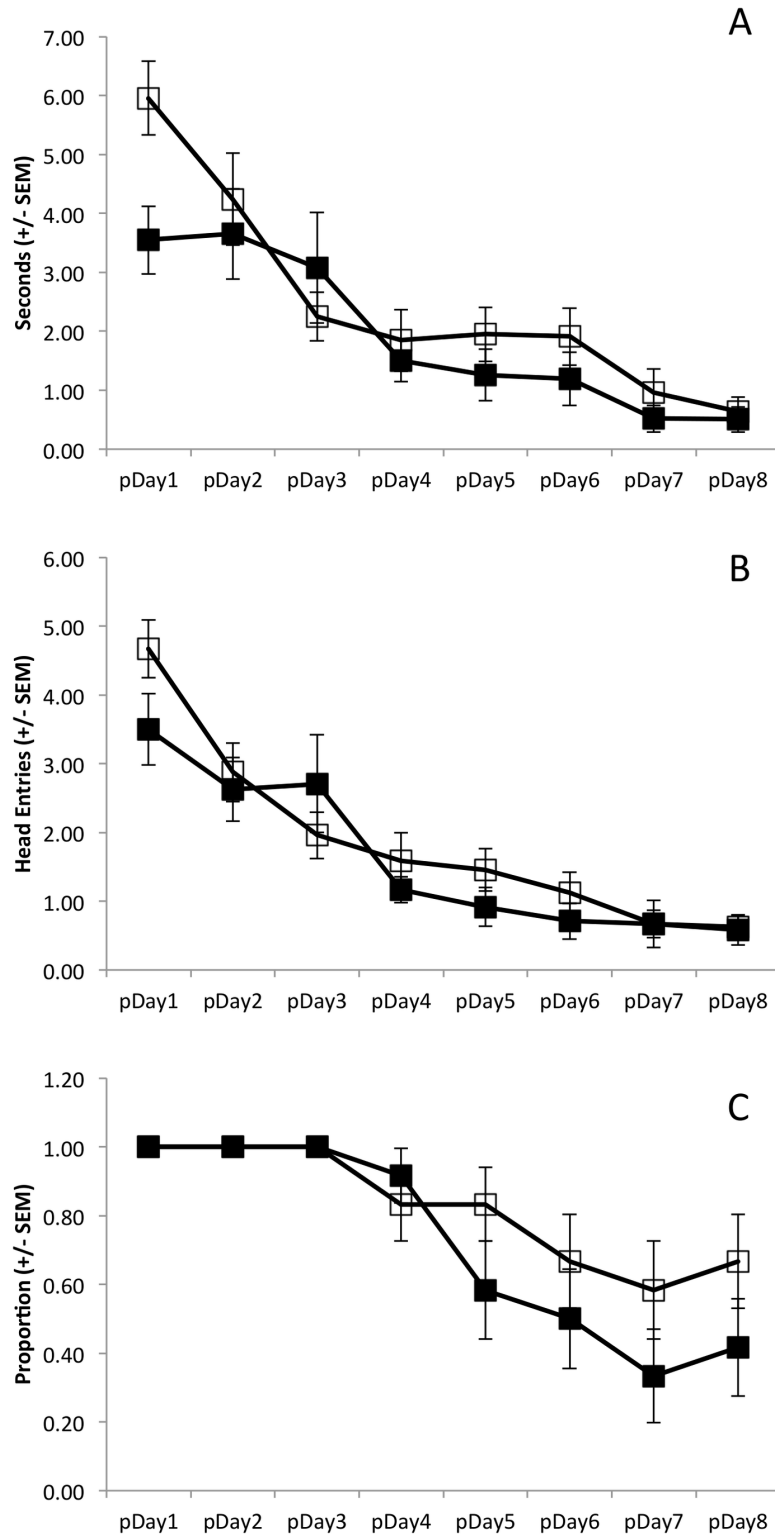 A
7.00
6.00
5.00
4.00
3.00
2.00
1.00
0.00
Seconds (+/- SEM)
pDay1 pDay2 pDay3 pDay4 pDay5 pDay6 pDay7 pDay8
B
6.00
5.00
4.00
3.00
2.00
1.00
0.00
Head Entries (+/- SEM)
pDay1 pDay2 pDay3 pDay4 pDay5 pDay6 pDay7 pDay8
C
1.20
1.00
0.80
0.60
0.40
0.20
0.00
Proportion (+/- SEM)
pDay1 pDay2 pDay3 pDay4 pDay5 pDay6 pDay7 pDay8